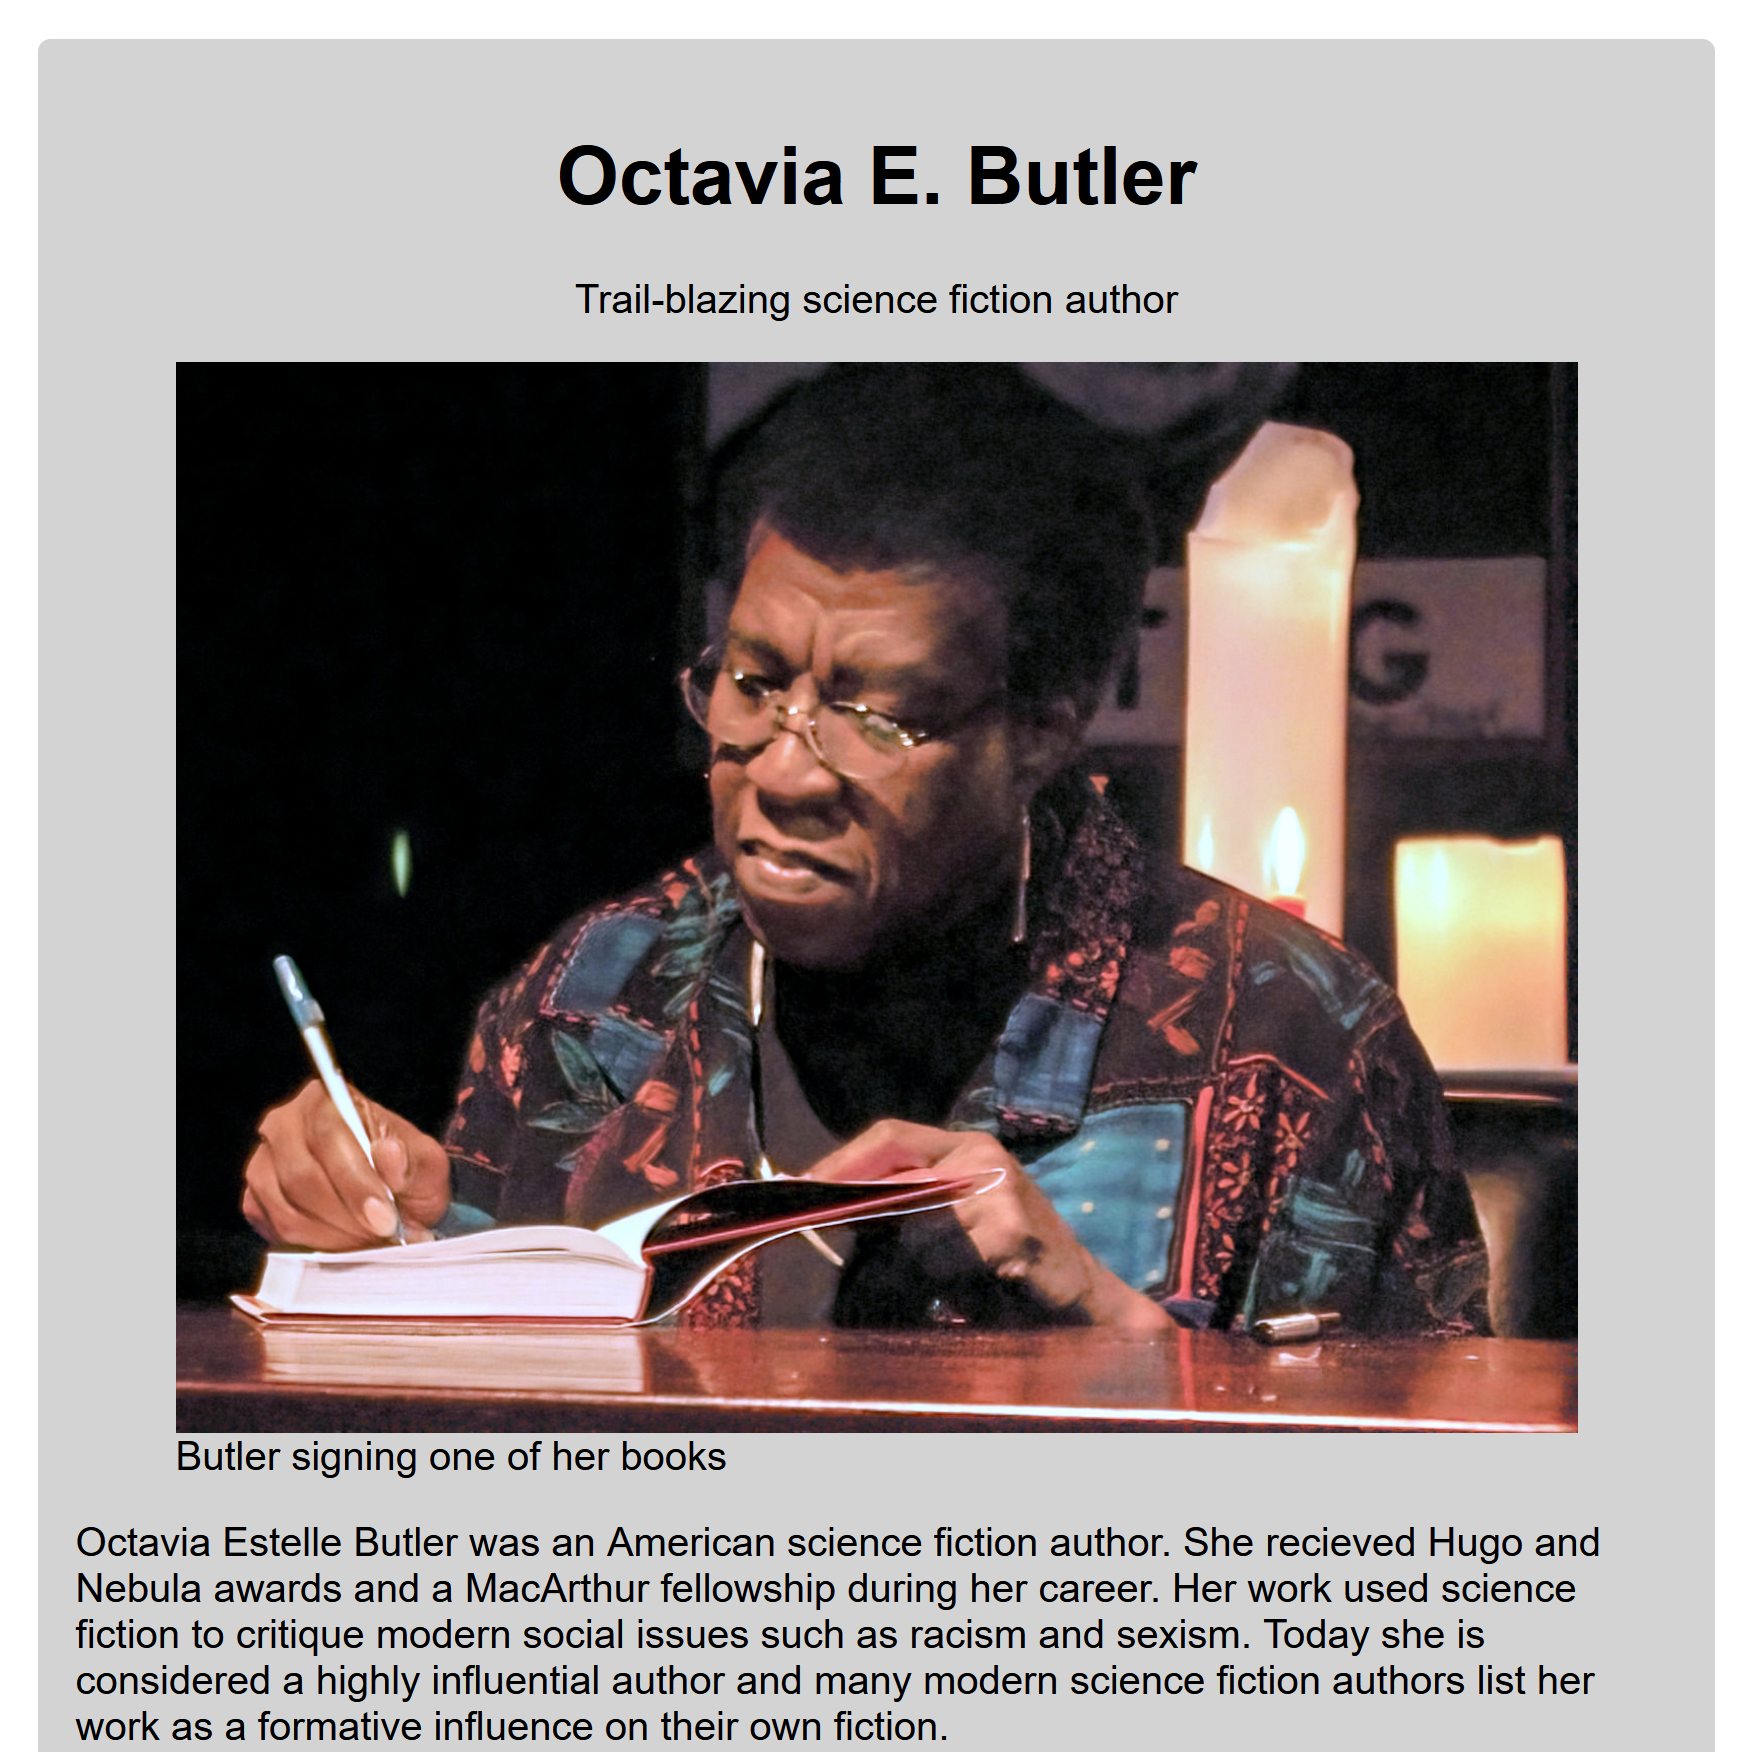 Octavia E. Butler
Trail-blazing science fiction author
G
Butler signing one of her books
Octavia Estelle Butler was an American science fiction author. She recieved Hugo and
Nebula awards and a MacArthur fellowship during her career. Her work used science
fiction to critique modern social issues such as racism and sexism. Today she is
considered a highly influential author and many modern science fiction authors list her
work as a formative influence on their own fiction.